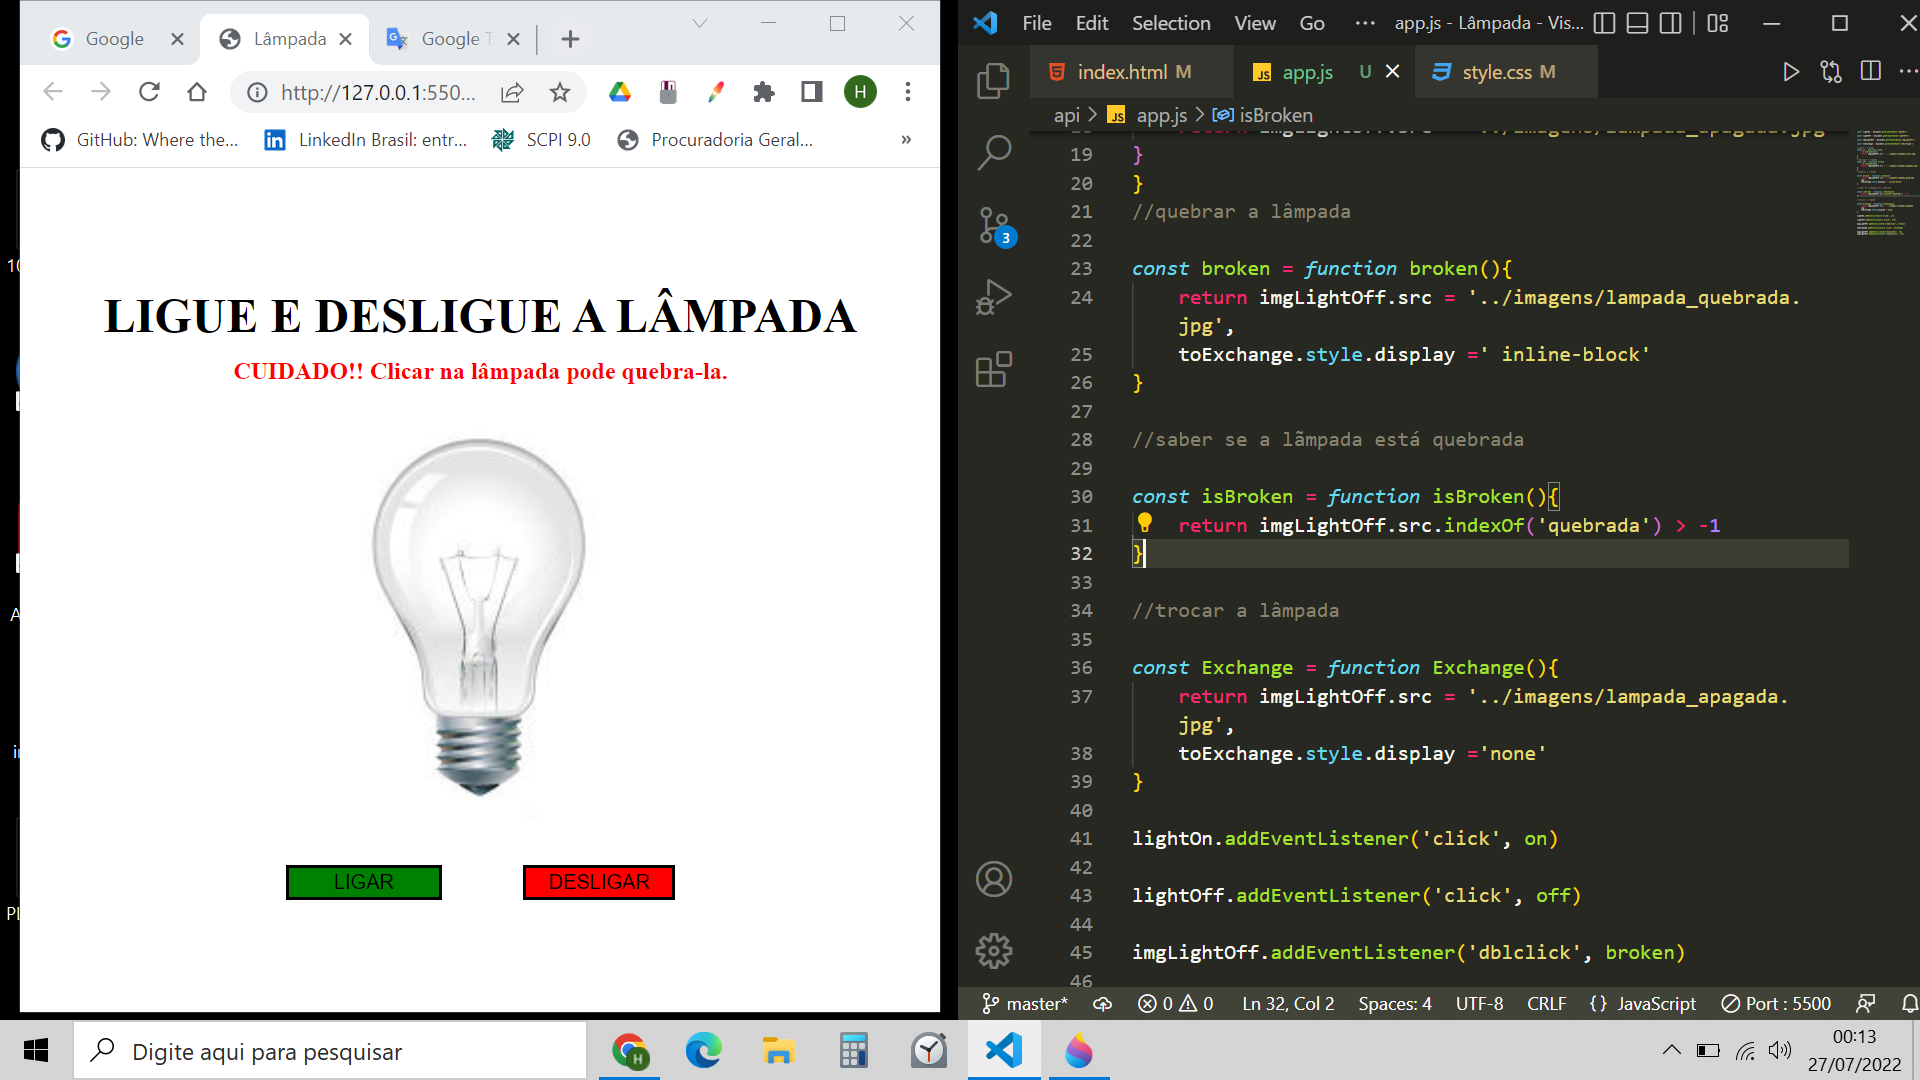 Google
Lâmpada
Google T
http://127.0.0.1:550...
H
GitHub: Where the...
LinkedIn Brasil: entr...
SCPI 9.0
Procuradoria Geral...
»
LIGUE E DESLIGUE A LÂMPADA
CUIDADO!! Clicar na lâmpada pode quebra-la.
LIGAR
DESLIGAR
File Edit Selection View Go ··· app.js - Lâmpada - Vis...
index.html M
app.js U
style.css M
api > JS app.js > isBroken
return imgLightOff.src = '../imagens/lampada_apagada.jpg
19 }
20 }
21 //quebrar a lâmpada
22
23 const broken = function broken(){
24 return imgLightOff.src = '../imagens/lampada_quebrada.
jpg',
25 toExchange.style.display =' inline-block'
26 }
27
28 //saber se a lãmpada está quebrada
29
30 const isBroken = function isBroken(){
31 return imgLightOff.src.indexOf('quebrada') > -1
32 }
33
34 //trocar a lâmpada
35
36 const Exchange = function Exchange(){
37 return imgLightOff.src = '../imagens/lampada_apagada.
jpg',
38 toExchange.style.display ='none'
39 }
40
41 lightOn.addEventListener('click', on)
42
43 lightOff.addEventListener('click', off)
44
45 imgLightOff.addEventListener('dblclick', broken)
46
3
master* 0 0 Ln 32, Col 2 Spaces: 4 UTF-8 CRLF {} JavaScript Port : 5500
Digite aqui para pesquisar
00:13
27/07/2022